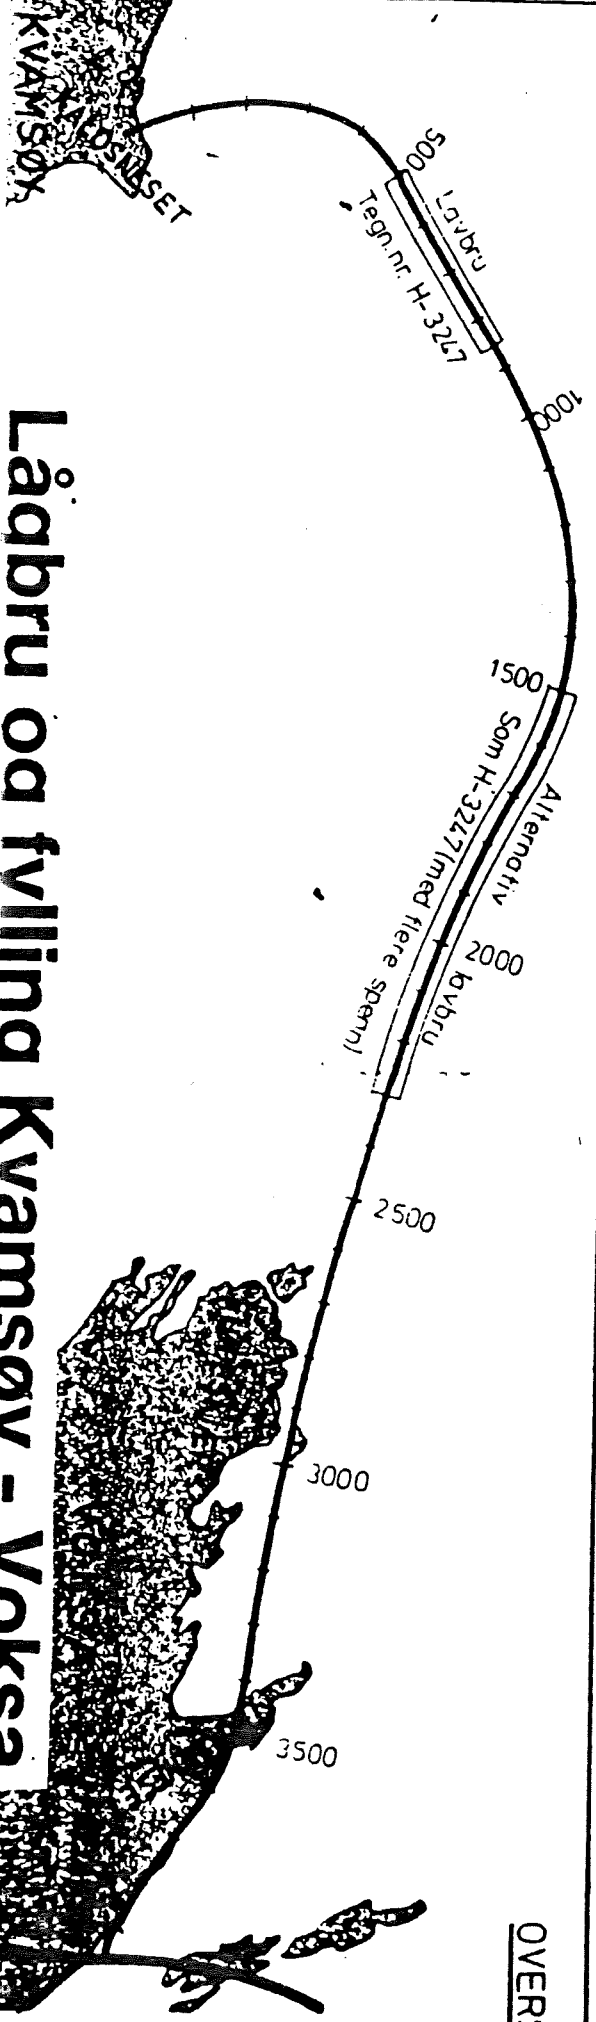 KVAMSØY
KALOSNESET
500
Lavbru
Tegn.nr. H-3247
1000
1500
Alternativ lavbru
Som H-3247(med flere spenn)
2000
2500
3000
3500
Lågbru og fylling Kvamsøy - Voksa